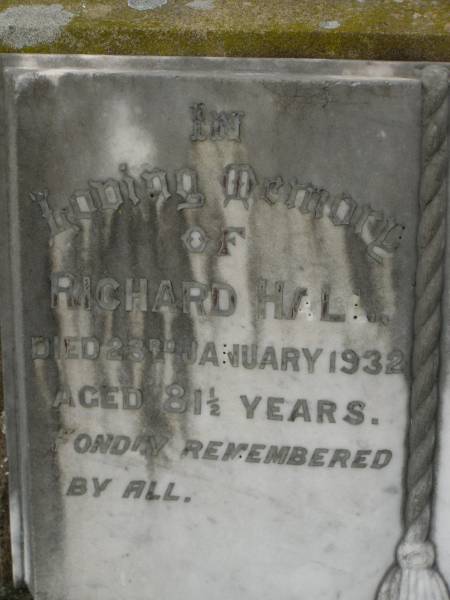 In
Loving Memory
OF
RICHARD HALL.
DIED 23RD JANUARY 1932
AGED 81½ YEARS.
FONDLY REMEMBERED
BY ALL.